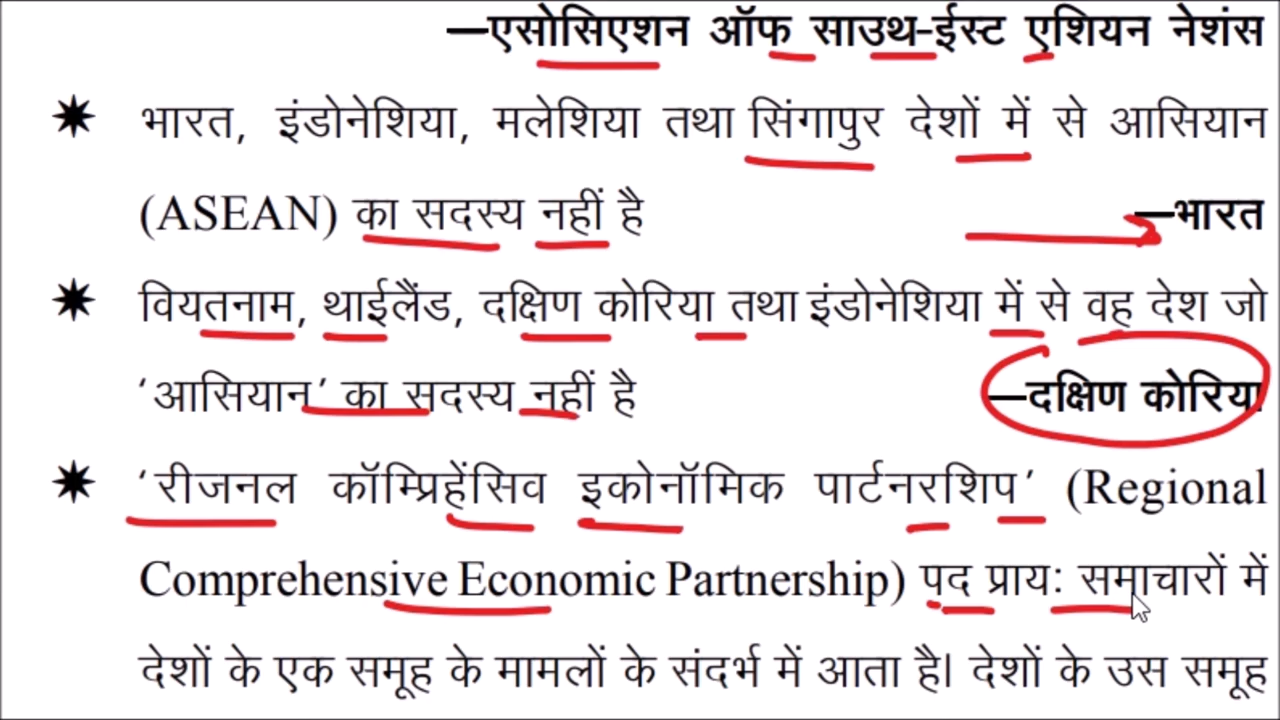 —एसोसिएशन ऑफ साउथ-ईस्ट एशियन नेशंस
✷ भारत, इंडोनेशिया, मलेशिया तथा सिंगापुर देशों में से आसियान
(ASEAN) का सदस्य नहीं है —भारत
✷ वियतनाम, थाईलैंड, दक्षिण कोरिया तथा इंडोनेशिया में से वह देश जो
‘आसियान’ का सदस्य नहीं है —दक्षिण कोरिया
✷ ‘रीजनल कॉम्प्रिहेंसिव इकोनॉमिक पार्टनरशिप’ (Regional
Comprehensive Economic Partnership) पद प्राय: समाचारों में
देशों के एक समूह के मामलों के संदर्भ में आता है। देशों के उस समूह